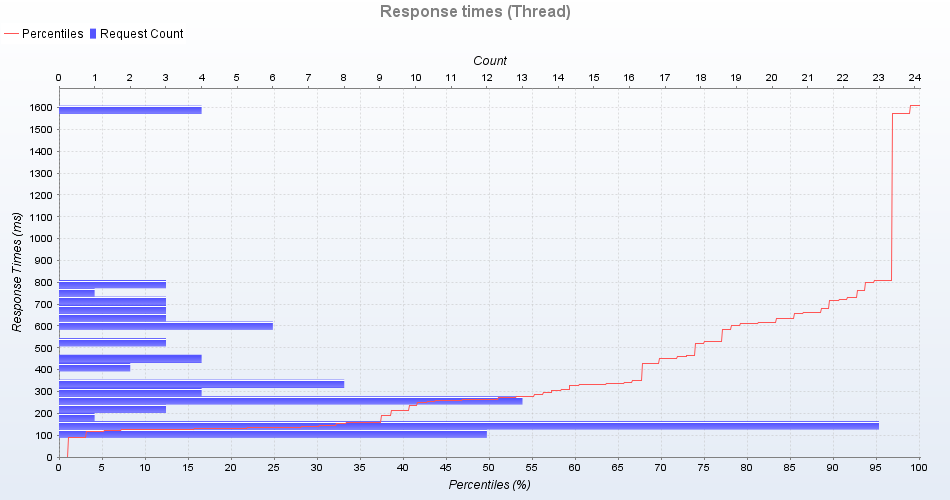 Response times (Thread)
Percentiles Request Count
Count
0 1 2 3 4 5 6 7 8 9 10 11 12 13 14 15 16 17 18 19 20 21 22 23 24
1600
1500
1400
1300
1200
1100
1000
900
800
700
600
500
400
300
200
100
0
Response Times (ms)
0 5 10 15 20 25 30 35 40 45 50 55 60 65 70 75 80 85 90 95 100
Percentiles (%)